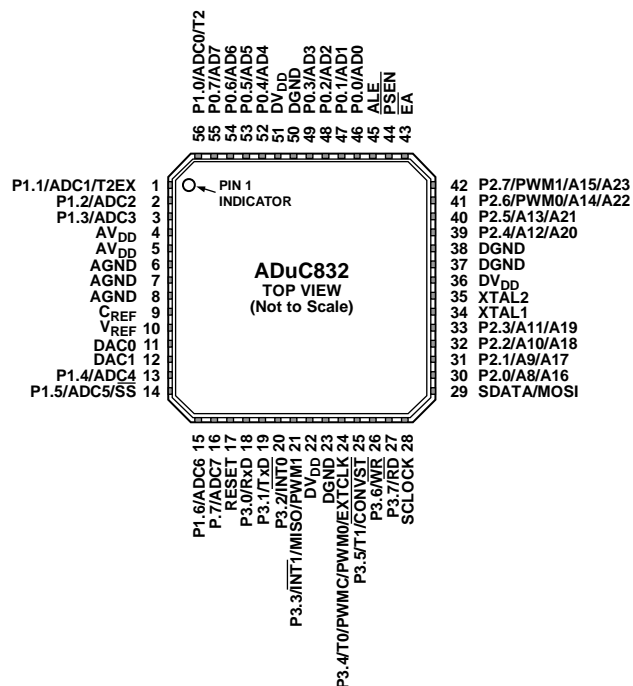 56 P1.0/ADC0/T2
55 P0.7/AD7
54 P0.6/AD6
53 P0.5/AD5
52 P0.4/AD4
51 DVDD
50 DGND
49 P0.3/AD3
48 P0.2/AD2
47 P0.1/AD1
46 P0.0/AD0
45 ALE
44 PSEN
43 EA
P1.1/ADC1/T2EX 1
P1.2/ADC2 2
P1.3/ADC3 3
AVDD 4
AVDD 5
AGND 6
AGND 7
AGND 8
CREF 9
VREF 10
DAC0 11
DAC1 12
P1.4/ADC4 13
P1.5/ADC5/SS 14
PIN 1
INDICATOR
ADuC832
TOP VIEW
(Not to Scale)
42 P2.7/PWM1/A15/A23
41 P2.6/PWM0/A14/A22
40 P2.5/A13/A21
39 P2.4/A12/A20
38 DGND
37 DGND
36 DVDD
35 XTAL2
34 XTAL1
33 P2.3/A11/A19
32 P2.2/A10/A18
31 P2.1/A9/A17
30 P2.0/A8/A16
29 SDATA/MOSI
P1.6/ADC6 15
P.7/ADC7 16
RESET 17
P3.0/RxD 18
P3.1/TxD 19
P3.2/INT0 20
P3.3/INT1/MISO/PWM1 21
DVDD 22
DGND 23
P3.4/T0/PWMC/PWM0/EXTCLK 24
P3.5/T1/CONVST 25
P3.6/WR 26
P3.7/RD 27
SCLOCK 28